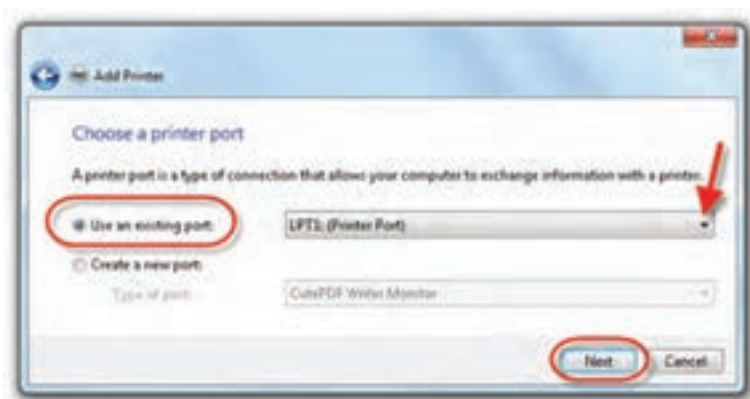 Add Printer
Choose a printer port
A printer port is a type of connection that allows your computer to exchange information with a printer.
Use an existing port: LPT1: (Printer Port)
Create a new port:
Type of port: CutePDF Writer Monitor
Next Cancel